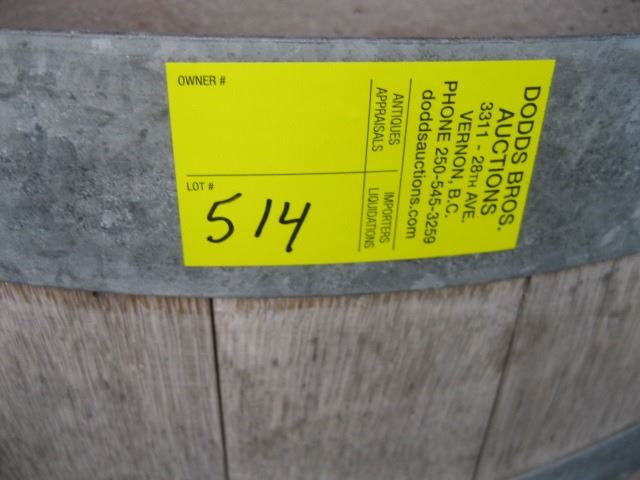 OWNER #
LOT #
514
ANTIQUES
APPRAISALS
IMPORTERS
LIQUIDATIONS
DODDS BROS.
AUCTIONS
3311 - 28TH AVE.
VERNON, B.C.
PHONE 250-545-3259
doddsauctions.com